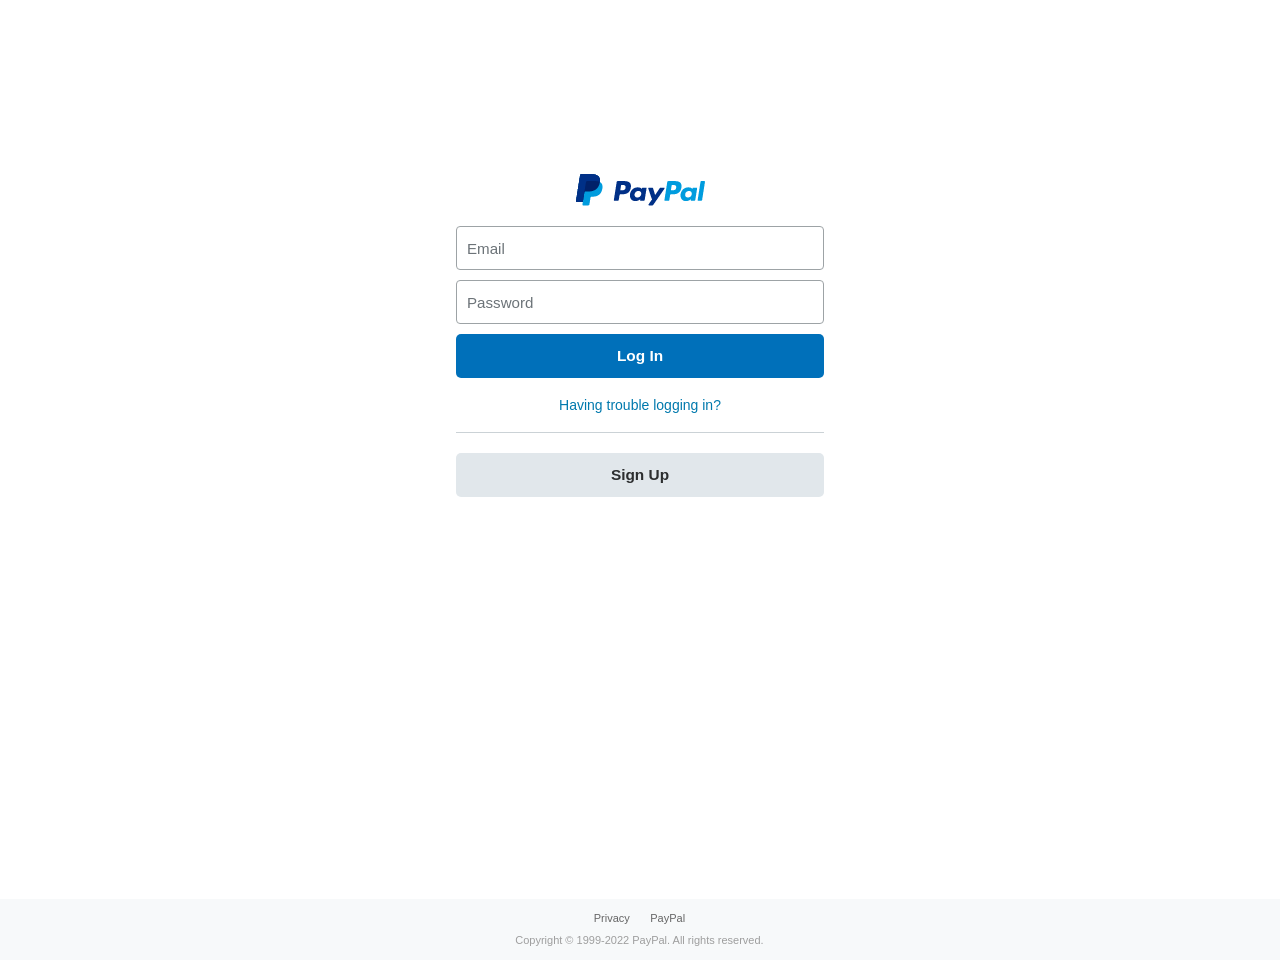 PayPal
Email
Password
Log In
Having trouble logging in?
Sign Up
Privacy PayPal
Copyright © 1999-2022 PayPal. All rights reserved.